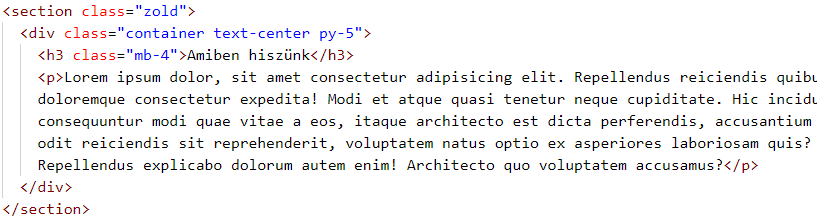 <section class="zold">
<div class="container text-center py-5">
<h3 class="mb-4">Amiben hiszünk</h3>
<p>Lorem ipsum dolor, sit amet consectetur adipisicing elit. Repellendus reiciendis
doloremque consectetur expedita! Modi et atque quasi tenetur neque cupiditate. Hic
consequuntur modi quae vitae a eos, itaque architecto est dicta perferendis, accusantium
odit reiciendis sit reprehenderit, voluptatem natus optio ex asperiores laboriosam quis?
Repellendus explicabo dolorum autem enim! Architecto quo voluptatem accusamus?</p>
</div>
</section>